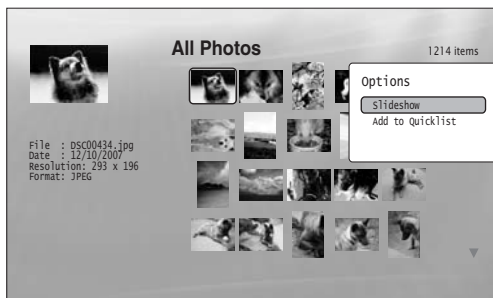 All Photos
1214 items
Options
Slideshow
Add to Quicklist
File : DSC00434.jpg
Date : 12/10/2007
Resolution: 293 x 196
Format: JPEG